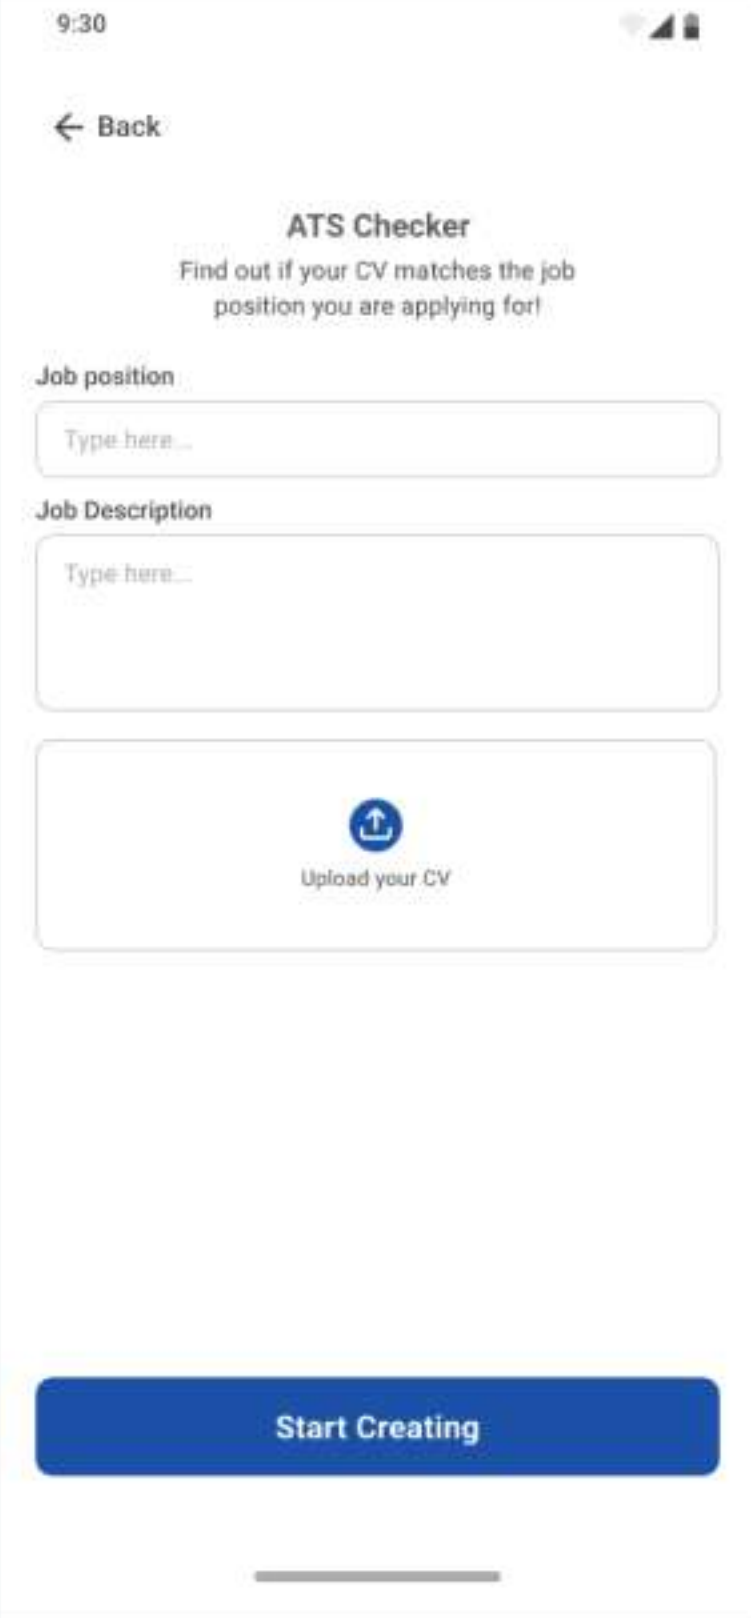 9:30
Back
ATS Checker
Find out if your CV matches the job
position you are applying for!
Job position
Type here...
Job Description
Type here...
Upload your CV
Start Creating